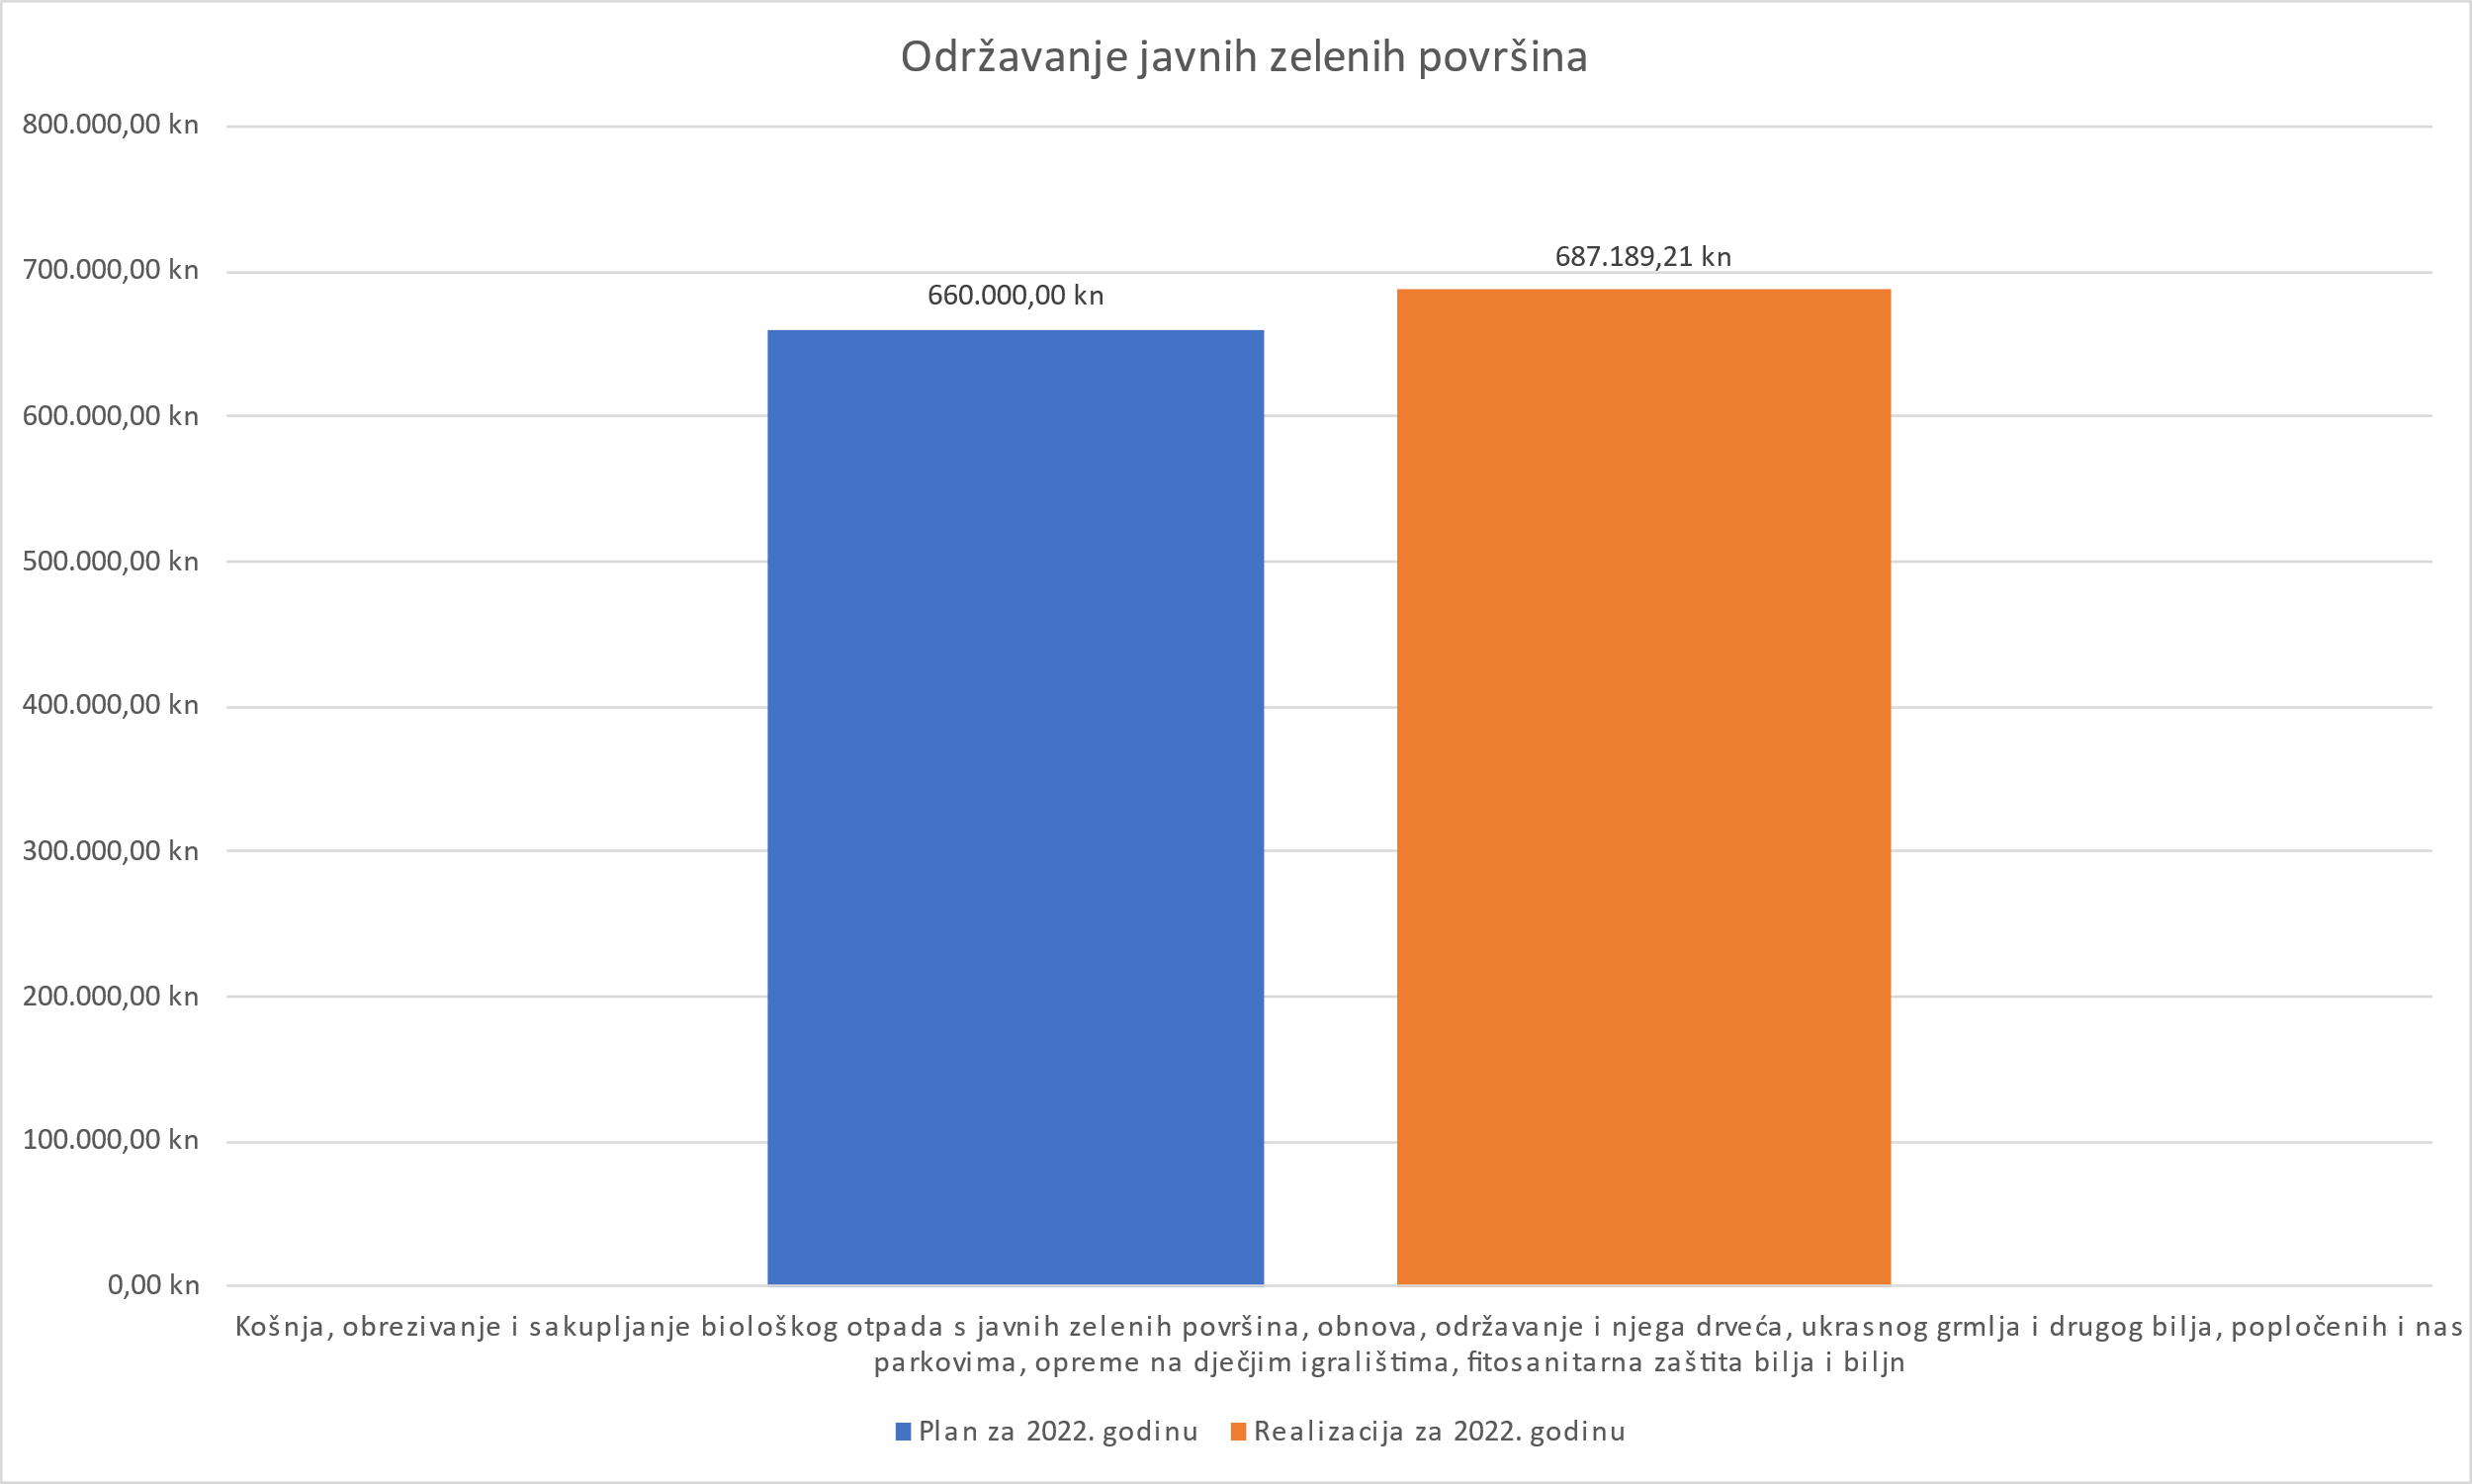 Održavanje javnih zelenih površina
800.000,00 kn
700.000,00 kn
600.000,00 kn
500.000,00 kn
400.000,00 kn
300.000,00 kn
200.000,00 kn
100.000,00 kn
0,00 kn
660.000,00 kn
687.189,21 kn
Košnja, obrezivanje i sakupljanje biološkog otpada s javnih zelenih površina, obnova, održavanje i njega drveća, ukrasnog grmlja i drugog bilja, popločenih i nas
parkovima, opreme na dječjim igralištima, fitosanitarna zaštita bilja i biljn
Plan za 2022. godinu
Realizacija za 2022. godinu